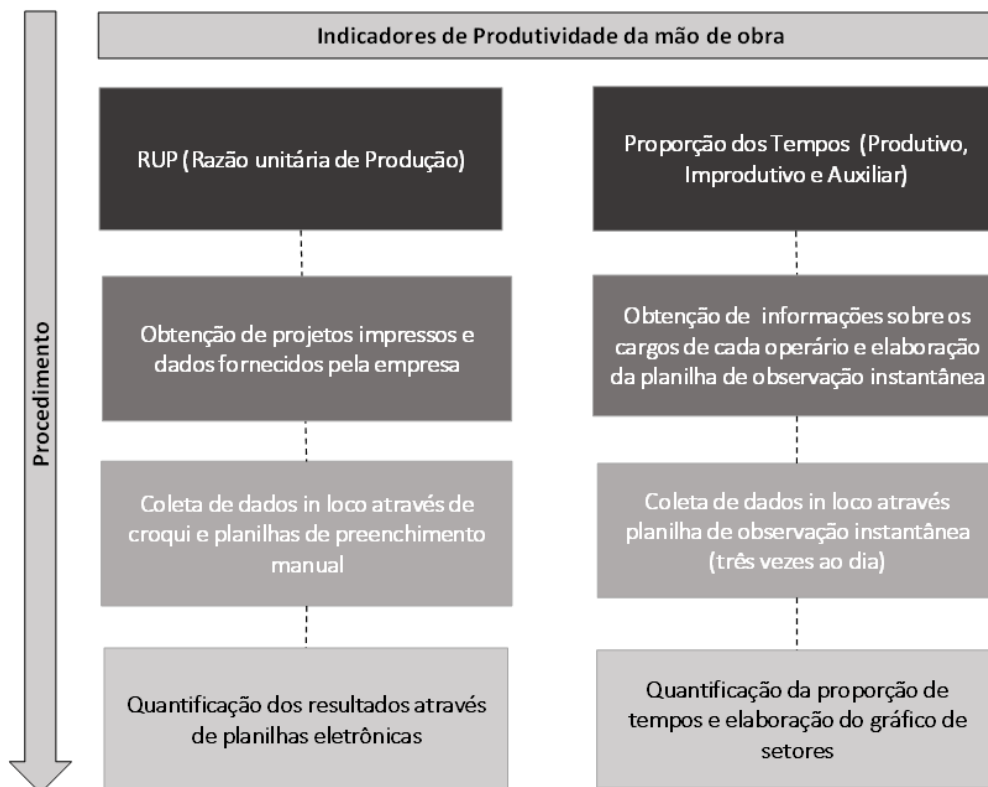 Indicadores de Produtividade da mão de obra
Procedimento
RUP (Razão unitária de Produção)
Obtenção de projetos impressos e
dados fornecidos pela empresa
Coleta de dados in loco através de
croqui e planilhas de preenchimento
manual
Quantificação dos resultados através
de planilhas eletrônicas
Proporção dos Tempos (Produtivo,
Improdutivo e Auxiliar)
Obtenção de informações sobre os
cargos de cada operário e elaboração
da planilha de observação instantânea
Coleta de dados in loco através
planilha de observação instantânea
(três vezes ao dia)
Quantificação da proporção de
tempos e elaboração do gráfico de
setores